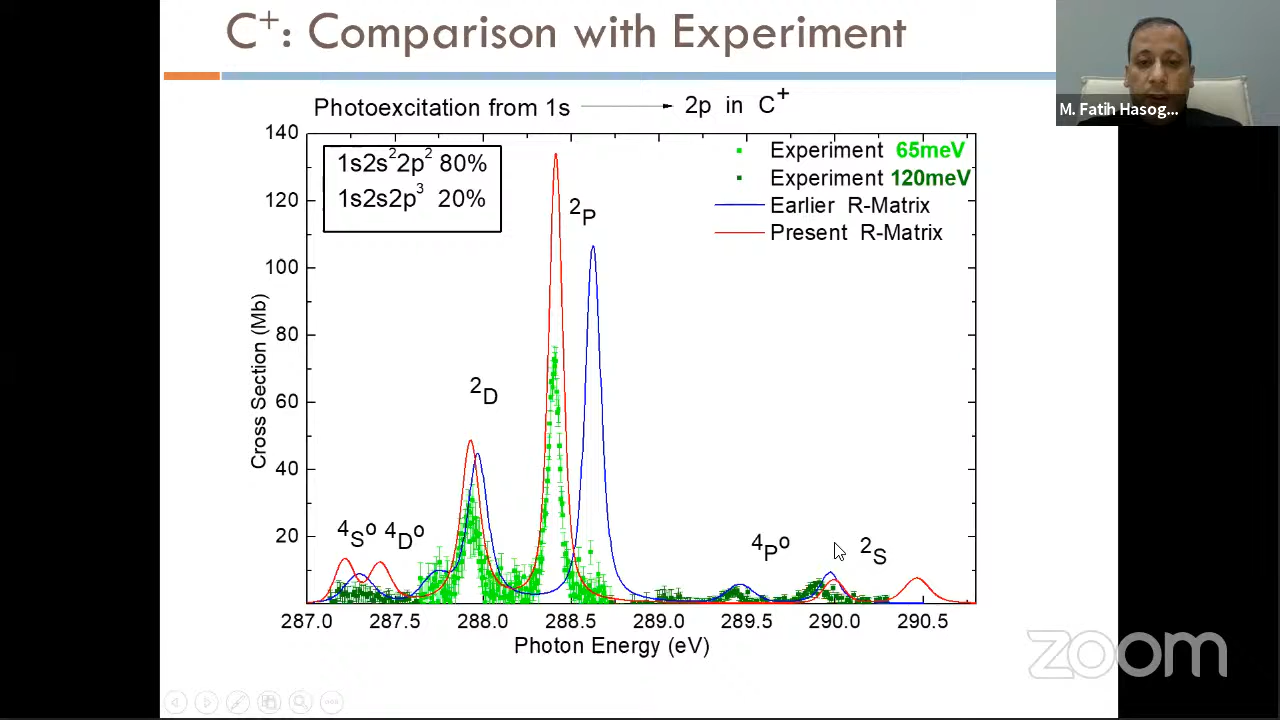 C⁺: Comparison with Experiment
M. Fatih Hasog...
Photoexcitation from 1s → 2p in C⁺
1s2s²2p² 80%
1s2s2p³ 20%
Experiment 65meV
Experiment 120meV
Earlier R-Matrix
Present R-Matrix
²P
²D
⁴Sᵒ ⁴Dᵒ
⁴Pᵒ
²S
Cross Section (Mb)
140
120
100
80
60
40
20
287.0 287.5 288.0 288.5 289.0 289.5 290.0 290.5
Photon Energy (eV)
zoom